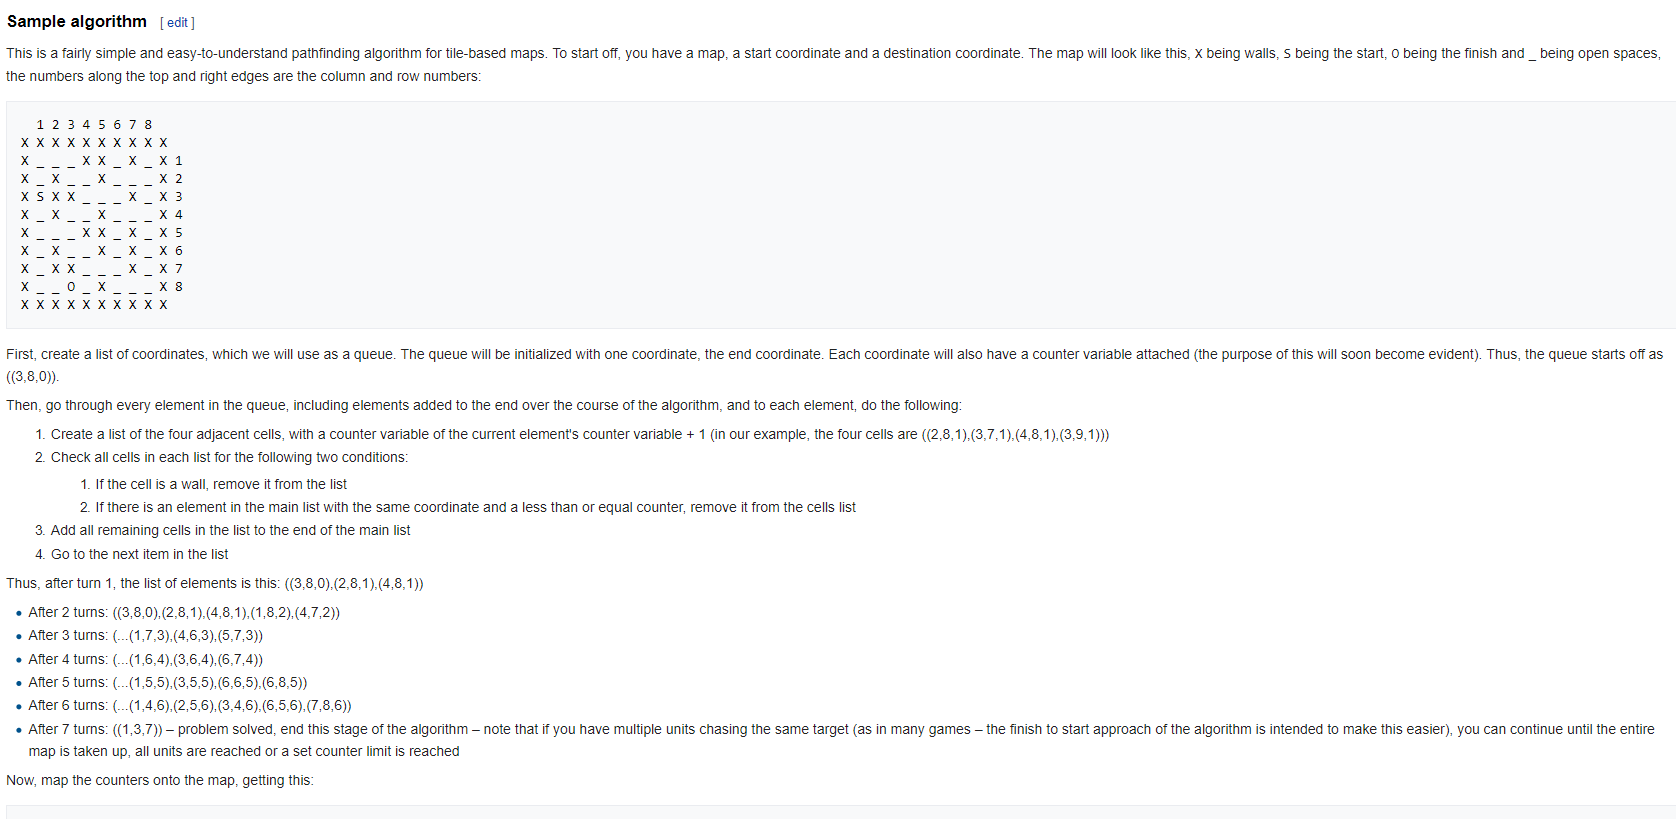 Sample algorithm [ edit ]
This is a fairly simple and easy-to-understand pathfinding algorithm for tile-based maps. To start off, you have a map, a start coordinate and a destination coordinate. The map will look like this, X being walls, S being the start, O being the finish and _ being open spaces,
the numbers along the top and right edges are the column and row numbers:
  1 2 3 4 5 6 7 8
X X X X X X X X X X
X _ _ _ X X _ X _ X 1
X _ X _ _ X _ _ _ X 2
X S X X _ _ _ X _ X 3
X _ X _ _ X _ _ _ X 4
X _ _ _ X X _ X _ X 5
X _ X _ _ X _ X _ X 6
X _ X X _ _ _ X _ X 7
X _ _ O _ X _ _ _ X 8
X X X X X X X X X X
First, create a list of coordinates, which we will use as a queue. The queue will be initialized with one coordinate, the end coordinate. Each coordinate will also have a counter variable attached (the purpose of this will soon become evident). Thus, the queue starts off as
((3,8,0)).
Then, go through every element in the queue, including elements added to the end over the course of the algorithm, and to each element, do the following:
1. Create a list of the four adjacent cells, with a counter variable of the current element's counter variable + 1 (in our example, the four cells are ((2,8,1),(3,7,1),(4,8,1),(3,9,1)))
2. Check all cells in each list for the following two conditions:
1. If the cell is a wall, remove it from the list
2. If there is an element in the main list with the same coordinate and a less than or equal counter, remove it from the cells list
3. Add all remaining cells in the list to the end of the main list
4. Go to the next item in the list
Thus, after turn 1, the list of elements is this: ((3,8,0),(2,8,1),(4,8,1))
• After 2 turns: ((3,8,0),(2,8,1),(4,8,1),(1,8,2),(4,7,2))
• After 3 turns: (...(1,7,3),(4,6,3),(5,7,3))
• After 4 turns: (...(1,6,4),(3,6,4),(6,7,4))
• After 5 turns: (...(1,5,5),(3,5,5),(6,6,5),(6,8,5))
• After 6 turns: (...(1,4,6),(2,5,6),(3,4,6),(6,5,6),(7,8,6))
• After 7 turns: ((1,3,7)) – problem solved, end this stage of the algorithm – note that if you have multiple units chasing the same target (as in many games – the finish to start approach of the algorithm is intended to make this easier), you can continue until the entire
map is taken up, all units are reached or a set counter limit is reached
Now, map the counters onto the map, getting this: